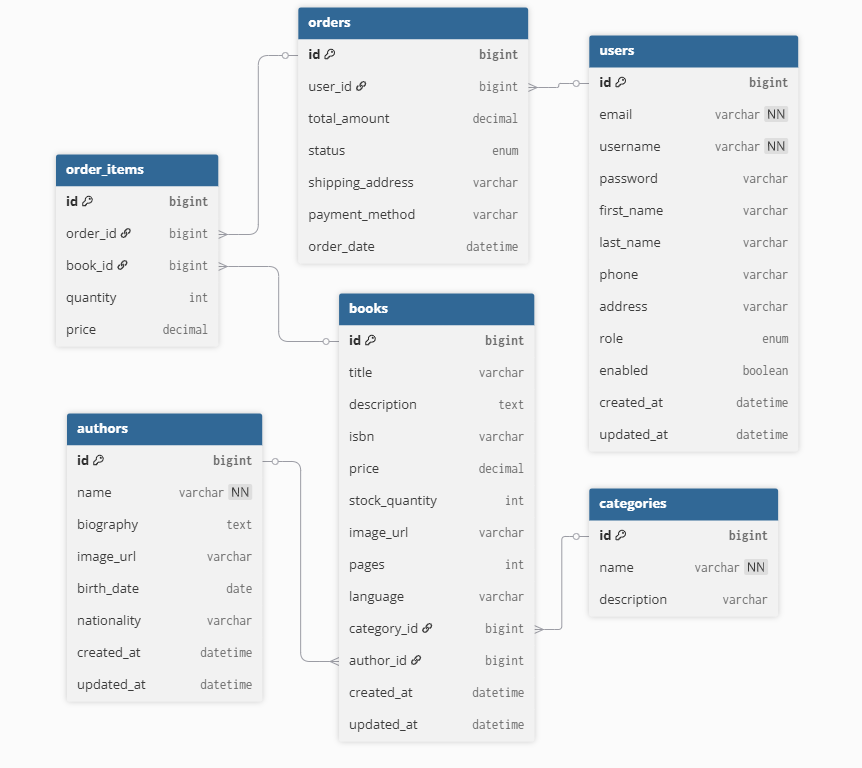 orders
id bigint
user_id bigint
total_amount decimal
status enum
shipping_address varchar
payment_method varchar
order_date datetime
users
id bigint
email varchar NN
username varchar NN
password varchar
first_name varchar
last_name varchar
phone varchar
address varchar
role enum
enabled boolean
created_at datetime
updated_at datetime
order_items
id bigint
order_id bigint
book_id bigint
quantity int
price decimal
books
id bigint
title varchar
description text
isbn varchar
price decimal
stock_quantity int
image_url varchar
pages int
language varchar
category_id bigint
author_id bigint
created_at datetime
updated_at datetime
authors
id bigint
name varchar NN
biography text
image_url varchar
birth_date date
nationality varchar
created_at datetime
updated_at datetime
categories
id bigint
name varchar NN
description varchar